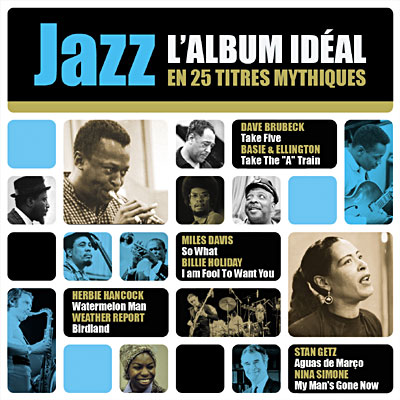 Jazz
L'ALBUM IDÉAL
EN 25 TITRES MYTHIQUES
DAVE BRUBECK
Take Five
BASIE & ELLINGTON
Take The "A" Train
MILES DAVIS
So What
BILLIE HOLIDAY
I am Fool To Want You
HERBIE HANCOCK
Watermelon Man
WEATHER REPORT
Birdland
STAN GETZ
Aguas de Março
NINA SIMONE
My Man's Gone Now